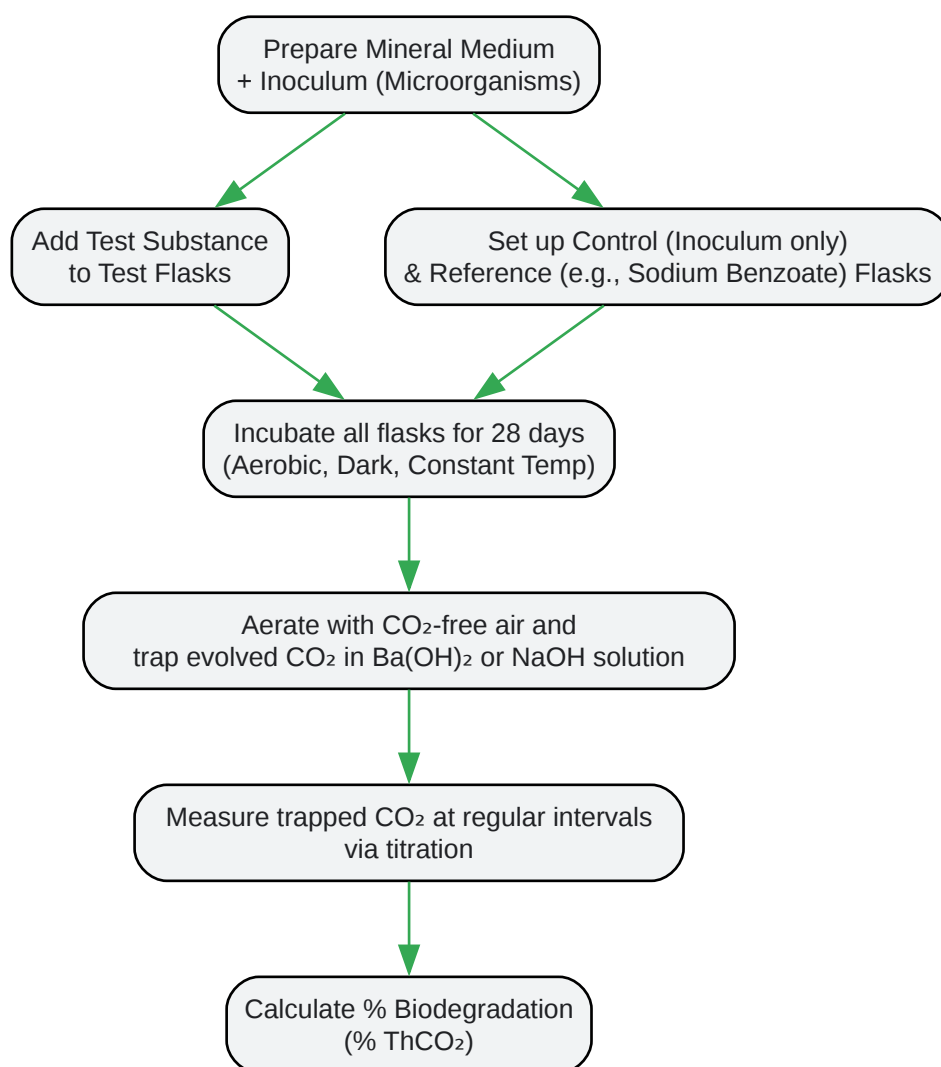 Prepare Mineral Medium
+ Inoculum (Microorganisms)
Add Test Substance
to Test Flasks
Set up Control (Inoculum only)
& Reference (e.g., Sodium Benzoate) Flasks
Incubate all flasks for 28 days
(Aerobic, Dark, Constant Temp)
Aerate with CO₂-free air and
trap evolved CO₂ in Ba(OH)₂ or NaOH solution
Measure trapped CO₂ at regular intervals
via titration
Calculate % Biodegradation
(% ThCO₂)